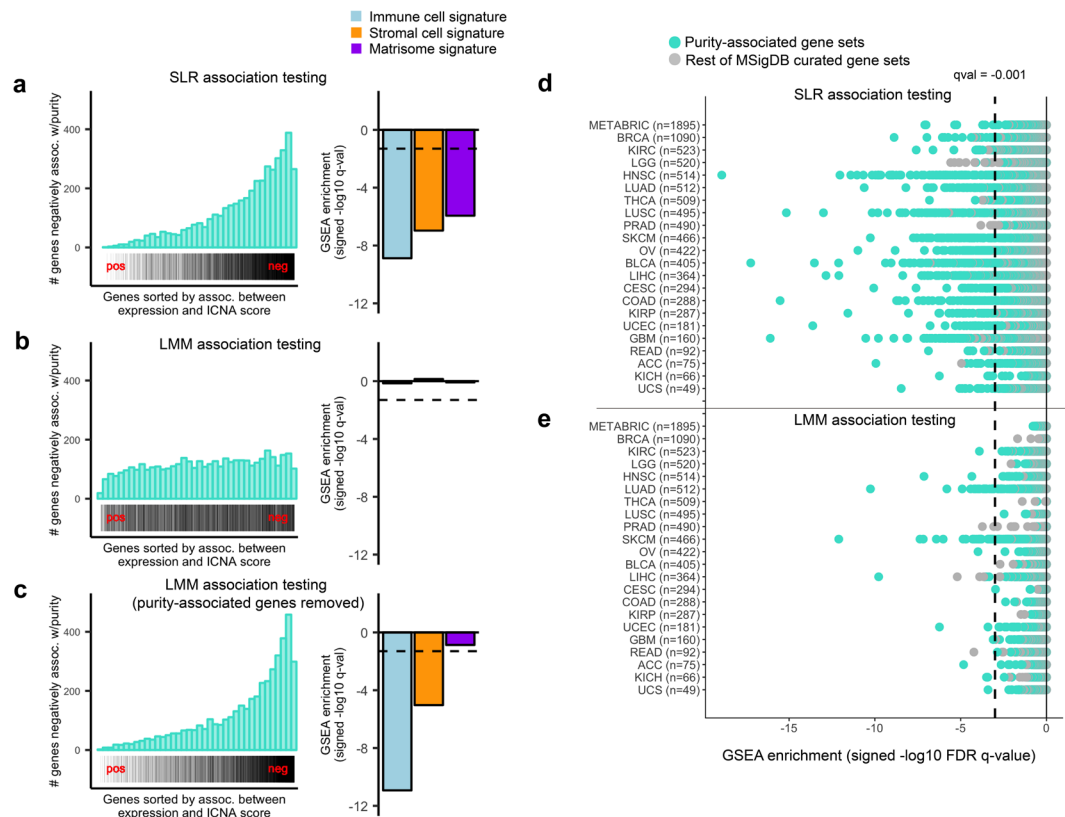 Immune cell signature
Stromal cell signature
Matrisome signature
a
SLR association testing
# genes negatively assoc. w/purity
400
300
200
100
0
pos
neg
Genes sorted by assoc. between
expression and ICNA score
GSEA enrichment
(signed -log10 q-val)
0
-4
-8
-12
b
LMM association testing
# genes negatively assoc. w/purity
400
200
100
0
pos
neg
Genes sorted by assoc. between
expression and ICNA score
GSEA enrichment
(signed -log10 q-val)
0
-4
-8
-12
c
LMM association testing
(purity-associated genes removed)
# genes negatively assoc. w/purity
400
300
200
100
0
pos
neg
Genes sorted by assoc. between
expression and ICNA score
GSEA enrichment
(signed -log10 q-val)
0
-4
-8
-12
Purity-associated gene sets
Rest of MSigDB curated gene sets
qval = -0.001
d
SLR association testing
METABRIC (n=1895)
BRCA (n=1090)
KIRC (n=523)
LGG (n=520)
HNSC (n=514)
LUAD (n=512)
THCA (n=509)
LUSC (n=495)
PRAD (n=490)
SKCM (n=466)
OV (n=422)
BLCA (n=405)
LIHC (n=364)
CESC (n=294)
COAD (n=288)
KIRP (n=287)
UCEC (n=181)
GBM (n=160)
READ (n=92)
ACC (n=75)
KICH (n=66)
UCS (n=49)
e
LMM association testing
METABRIC (n=1895)
BRCA (n=1090)
KIRC (n=523)
LGG (n=520)
HNSC (n=514)
LUAD (n=512)
THCA (n=509)
LUSC (n=495)
PRAD (n=490)
SKCM (n=466)
OV (n=422)
BLCA (n=405)
LIHC (n=364)
CESC (n=294)
COAD (n=288)
KIRP (n=287)
UCEC (n=181)
GBM (n=160)
READ (n=92)
ACC (n=75)
KICH (n=66)
UCS (n=49)
-15
-10
-5
0
GSEA enrichment (signed -log10 FDR q-value)